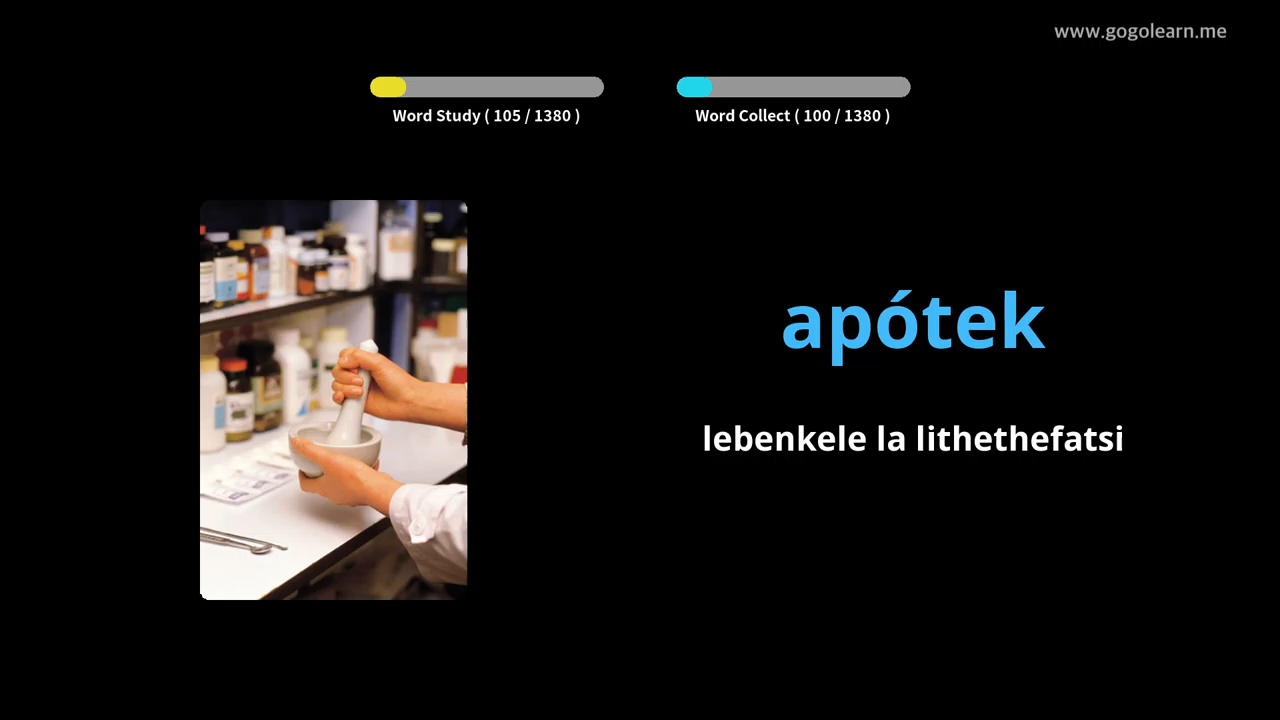 www.gogolearn.me
Word Study ( 105 / 1380 )
Word Collect ( 100 / 1380 )
apótek
lebenkele la lithethefatsi